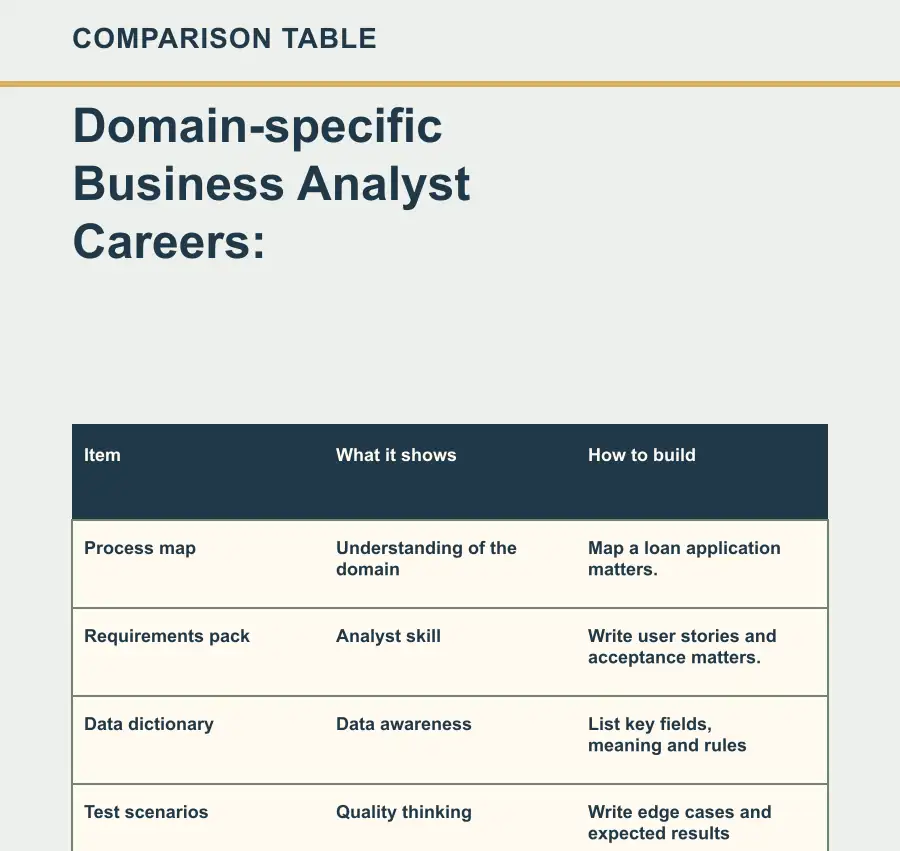 COMPARISON TABLE
Domain-specific
Business Analyst
Careers:
Item
What it shows
How to build
Process map
Understanding of the
domain
Map a loan application
matters.
Requirements pack
Analyst skill
Write user stories and
acceptance matters.
Data dictionary
Data awareness
List key fields,
meaning and rules
Test scenarios
Quality thinking
Write edge cases and
expected results